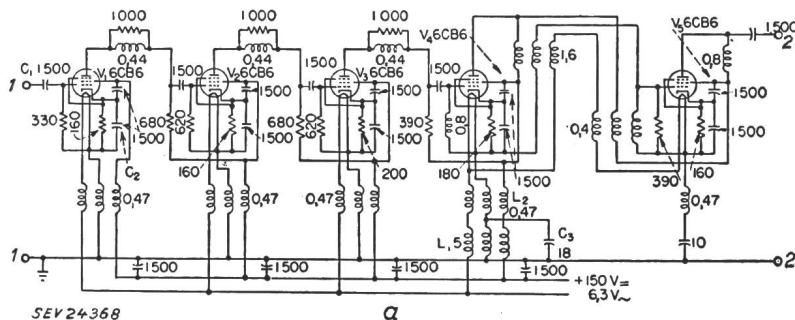 1000 1000 1000
0,44 0,44 0,44 V4 6CB6 1,6 V5 6CB6 1500 2
1 C1 1500 V1 6CB6 1500 V2 6CB6 1500 V3 6CB6 1500 0,8
330 160 1500 680 620 1500 1500 680 620 1500 1500 390 0,8 0,4 1500
C2 160 200 180 1500 390 160 1500
0,47 0,47 0,47 L2 0,47 0,47
L1 5 C3 18 10
1 1500 1500 1500 1500 2
+150 V=
6,3 V~
SEV 24368 a